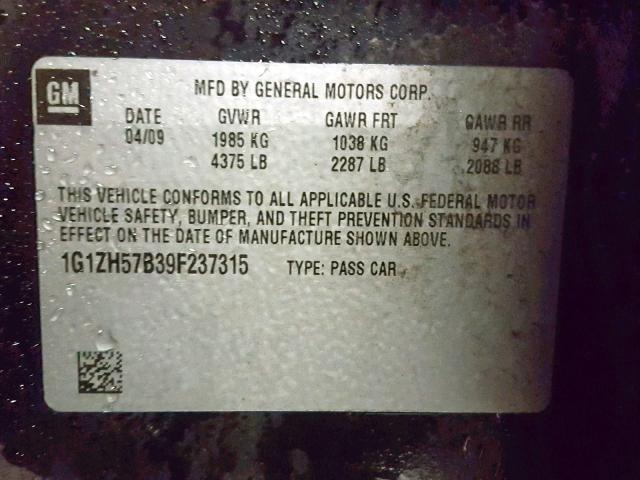 GM
MFD BY GENERAL MOTORS CORP.
DATE GVWR GAWR FRT GAWR RR
04/09 1985 KG 1038 KG 947 KG
4375 LB 2287 LB 2088 LB
THIS VEHICLE CONFORMS TO ALL APPLICABLE U.S. FEDERAL MOTOR
VEHICLE SAFETY, BUMPER, AND THEFT PREVENTION STANDARDS IN
EFFECT ON THE DATE OF MANUFACTURE SHOWN ABOVE.
1G1ZH57B39F237315 TYPE: PASS CAR